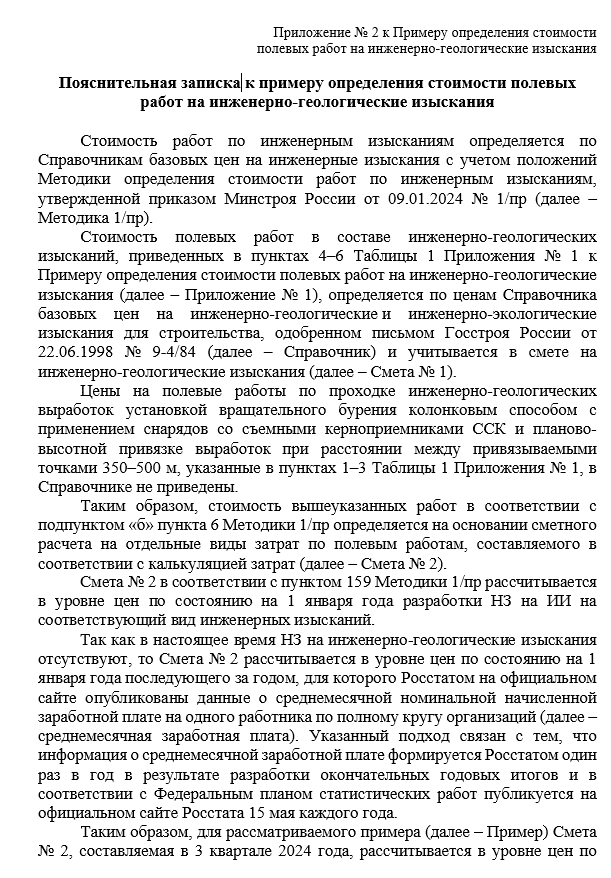 Приложение № 2 к Примеру определения стоимости
полевых работ на инженерно-геологические изыскания
Пояснительная записка к примеру определения стоимости полевых
работ на инженерно-геологические изыскания
Стоимость работ по инженерным изысканиям определяется по
Справочникам базовых цен на инженерные изыскания с учетом положений
Методики определения стоимости работ по инженерным изысканиям,
утвержденной приказом Минстроя России от 09.01.2024 № 1/пр (далее –
Методика 1/пр).
Стоимость полевых работ в составе инженерно-геологических
изысканий, приведенных в пунктах 4–6 Таблицы 1 Приложения № 1 к
Примеру определения стоимости полевых работ на инженерно-геологические
изыскания (далее – Приложение № 1), определяется по ценам Справочника
базовых цен на инженерно-геологические и инженерно-экологические
изыскания для строительства, одобренном письмом Госстроя России от
22.06.1998 № 9-4/84 (далее – Справочник) и учитывается в смете на
инженерно-геологические изыскания (далее – Смета № 1).
Цены на полевые работы по проходке инженерно-геологических
выработок установкой вращательного бурения колонковым способом с
применением снарядов со съемными керноприемниками ССК и планово-
высотной привязке выработок при расстоянии между привязываемыми
точками 350–500 м, указанные в пунктах 1–3 Таблицы 1 Приложения № 1, в
Справочнике не приведены.
Таким образом, стоимость вышеуказанных работ в соответствии с
подпунктом «б» пункта 6 Методики 1/пр определяется на основании сметного
расчета на отдельные виды затрат по полевым работам, составляемого в
соответствии с калькуляцией затрат (далее – Смета № 2).
Смета № 2 в соответствии с пунктом 159 Методики 1/пр рассчитывается
в уровне цен по состоянию на 1 января года разработки НЗ на ИИ на
соответствующий вид инженерных изысканий.
Так как в настоящее время НЗ на инженерно-геологические изыскания
отсутствуют, то Смета № 2 рассчитывается в уровне цен по состоянию на 1
января года последующего за годом, для которого Росстатом на официальном
сайте опубликованы данные о среднемесячной номинальной начисленной
заработной плате на одного работника по полному кругу организаций (далее –
среднемесячная заработная плата). Указанный подход связан с тем, что
информация о среднемесячной заработной плате формируется Росстатом один
раз в год в результате разработки окончательных годовых итогов и в
соответствии с Федеральным планом статистических работ публикуется на
официальном сайте Росстата 15 мая каждого года.
Таким образом, для рассматриваемого примера (далее – Пример) Смета
№ 2, составляемая в 3 квартале 2024 года, рассчитывается в уровне цен по